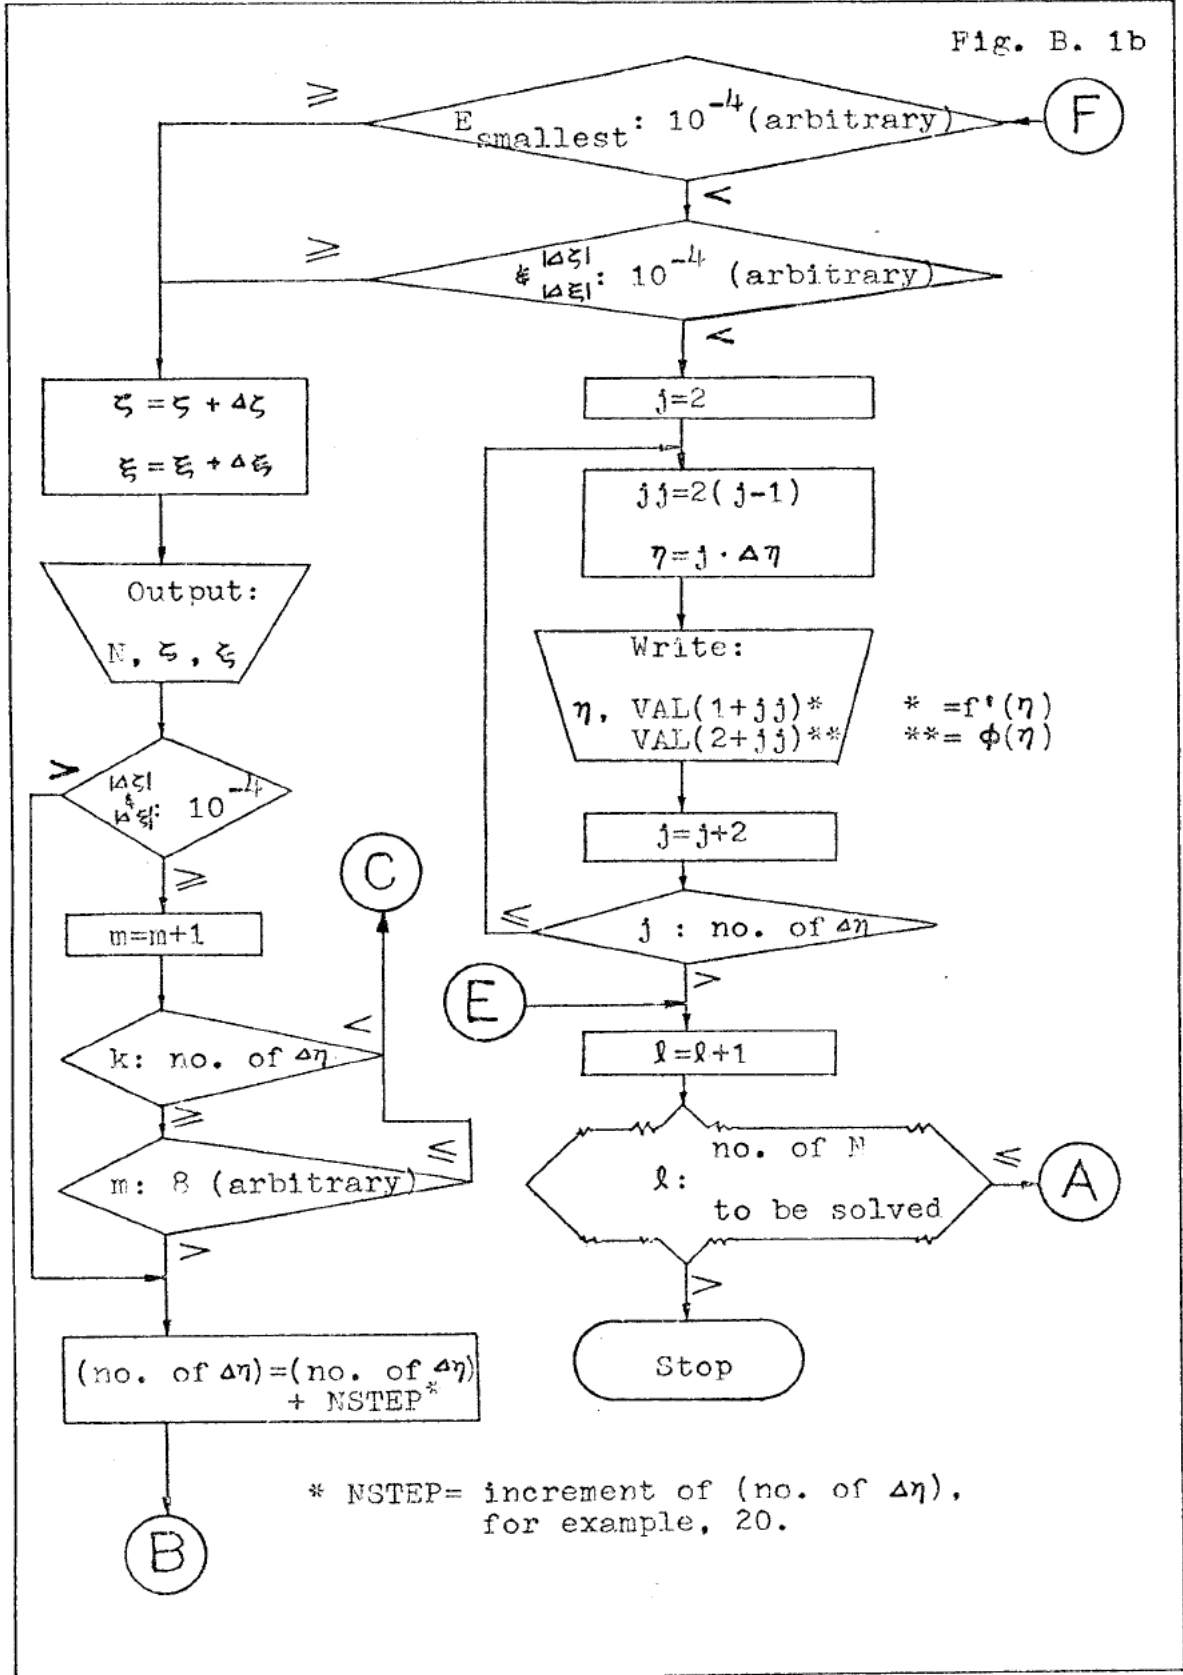 Fig. B. 1b
F
≥
E smallest : 10⁻⁴ (arbitrary)
<
≥
& |Δζ| |Δξ| : 10⁻⁴ (arbitrary)
<
ζ = ζ + Δζ
ξ = ξ + Δξ
Output:
N, ζ, ξ
>
|Δζ| & |Δξ| : 10⁻⁴
≥
m=m+1
<
k: no. of Δη
≥
≤
m: 8 (arbitrary)
>
(no. of Δη)=(no. of Δη)
+ NSTEP*
B
C
j=2
jj=2(j-1)
η=j · Δη
Write:
η, VAL(1+jj)*
VAL(2+jj)**
* =f'(η)
**= ϕ(η)
j=j+2
≤
j : no. of Δη
>
E
ℓ=ℓ+1
no. of N
ℓ:
to be solved
≤
A
>
Stop
* NSTEP= increment of (no. of Δη),
for example, 20.